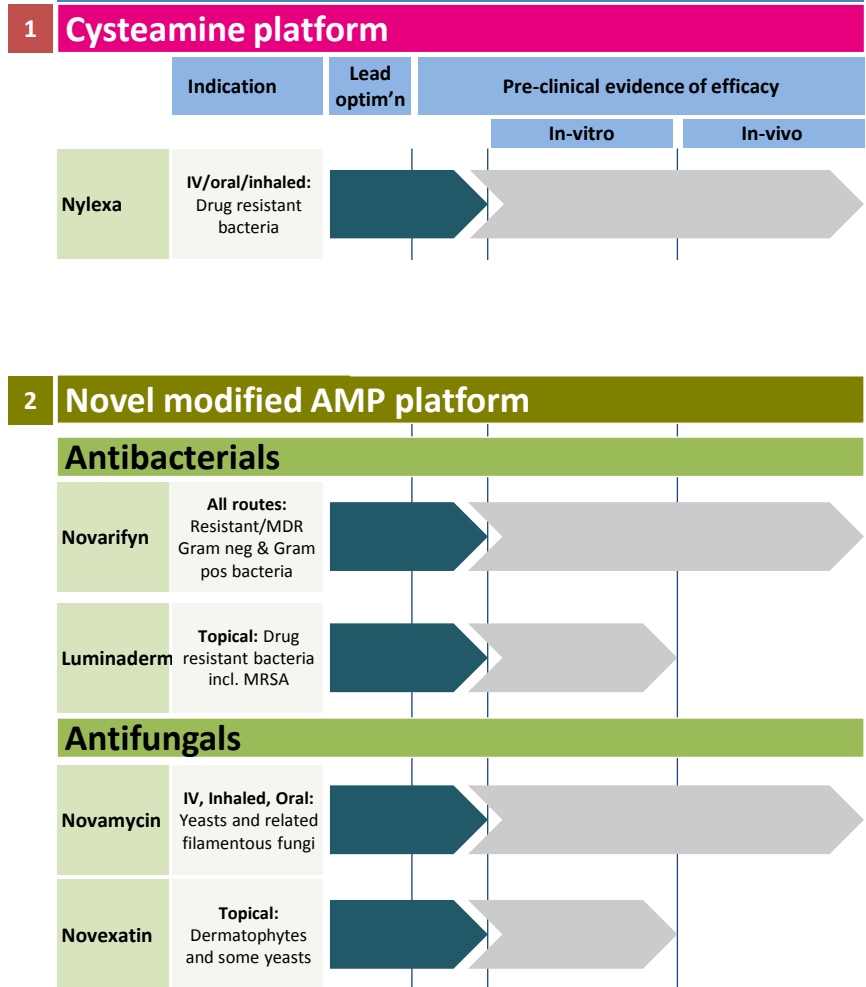 1
Cysteamine platform
Indication
Lead
optim’n
Pre-clinical evidence of efficacy
In-vitro
In-vivo
Nylexa
IV/oral/inhaled:
Drug resistant
bacteria
2
Novel modified AMP platform
Antibacterials
Novarifyn
All routes:
Resistant/MDR
Gram neg & Gram
pos bacteria
Luminaderm
Topical: Drug
resistant bacteria
incl. MRSA
Antifungals
Novamycin
IV, Inhaled, Oral:
Yeasts and related
filamentous fungi
Novexatin
Topical:
Dermatophytes
and some yeasts